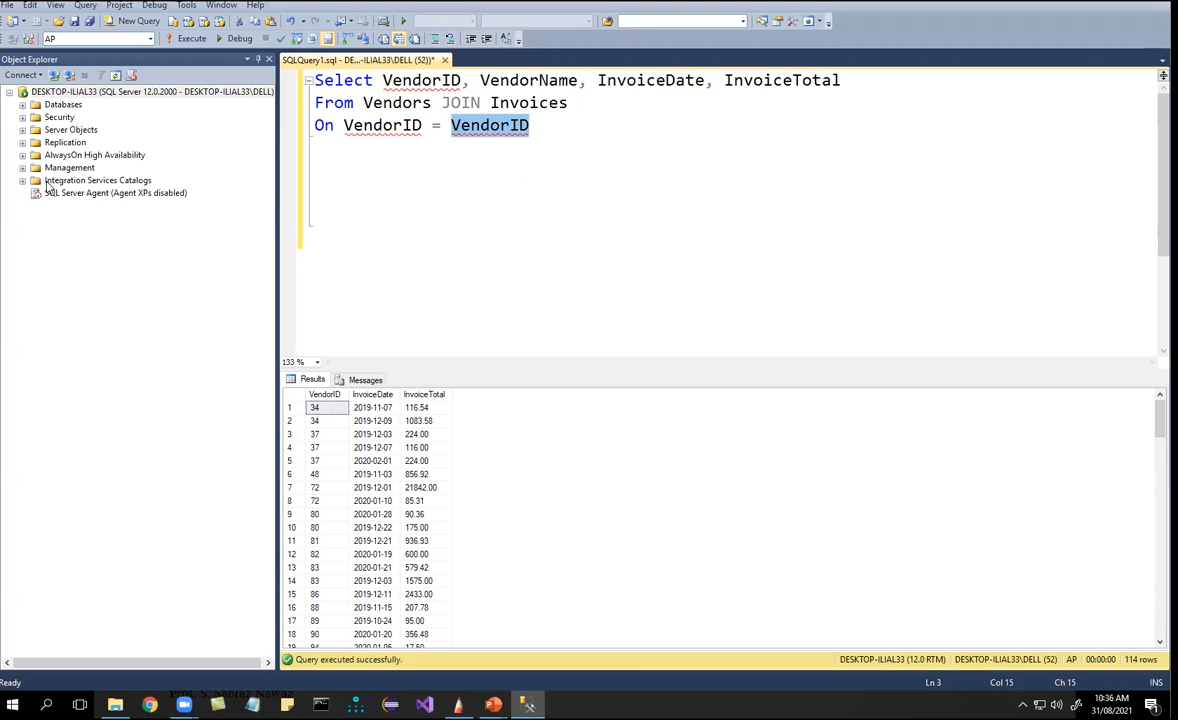 File Edit View Query Project Debug Tools Window Help
New Query
AP Execute Debug
Object Explorer
Connect
DESKTOP-ILIAL33 (SQL Server 12.0.2000 - DESKTOP-ILIAL33\DELL)
Databases
Security
Server Objects
Replication
AlwaysOn High Availability
Management
Integration Services Catalogs
SQL Server Agent (Agent XPs disabled)
SQLQuery1.sql - DE...-ILIAL33\DELL (52))*
Select VendorID, VendorName, InvoiceDate, InvoiceTotal
From Vendors JOIN Invoices
On VendorID = VendorID
133 %
Results Messages
VendorID InvoiceDate InvoiceTotal
1 34 2019-11-07 116.54
2 34 2019-12-09 1083.58
3 37 2019-12-03 224.00
4 37 2019-12-07 116.00
5 37 2020-02-01 224.00
6 48 2019-11-03 856.92
7 72 2019-12-01 21842.00
8 72 2020-01-10 85.31
9 80 2020-01-28 90.36
10 80 2019-12-22 175.00
11 81 2019-12-21 936.93
12 82 2020-01-19 600.00
13 83 2020-01-21 579.42
14 83 2019-12-03 1575.00
15 86 2019-12-11 2433.00
16 88 2019-11-15 207.78
17 89 2019-10-24 95.00
18 90 2020-01-20 356.48
19 94 2020-01-05 17.50
Query executed successfully. DESKTOP-ILIAL33 (12.0 RTM) DESKTOP-ILIAL33\DELL (52) AP 00:00:00 114 rows
Ready Ln 3 Col 15 Ch 15 INS
Prof. S. Sabraz Nawaz
10:36 AM
31/08/2021